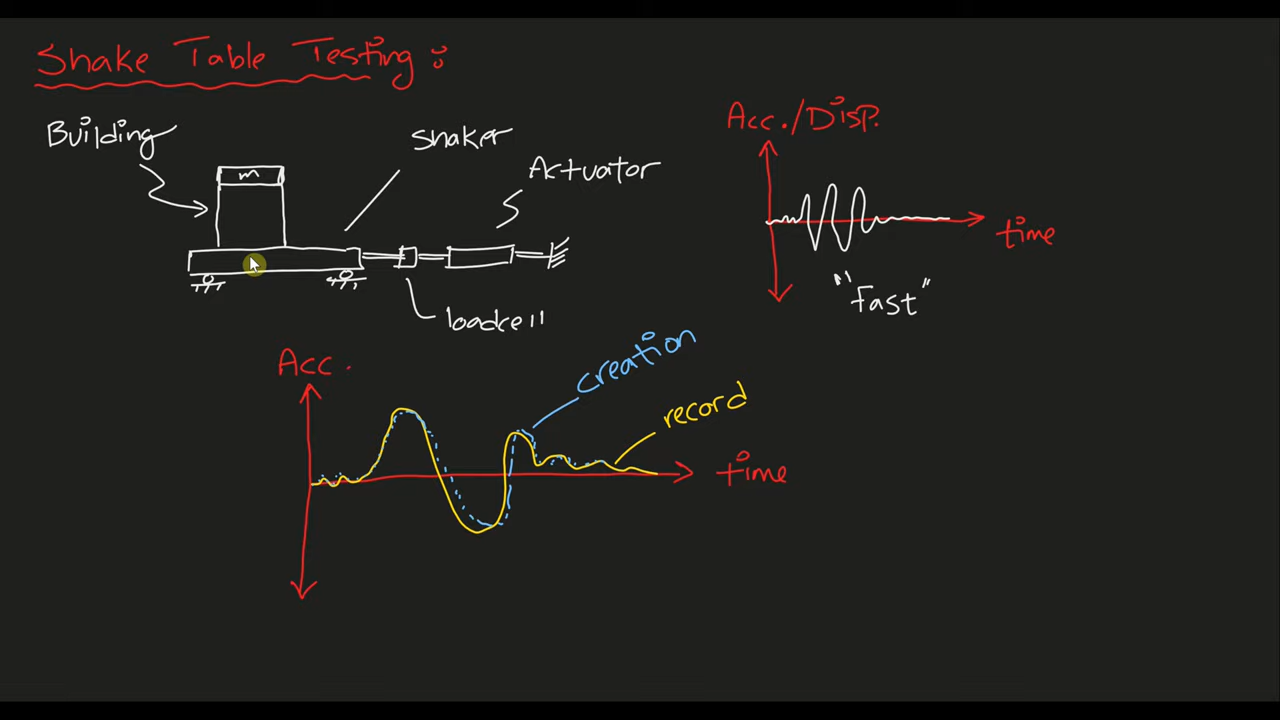 Shake Table Testing :
Building
shaker
Actuator
m
loadcell
Acc./Disp.
time
"fast"
Acc.
creation
record
time